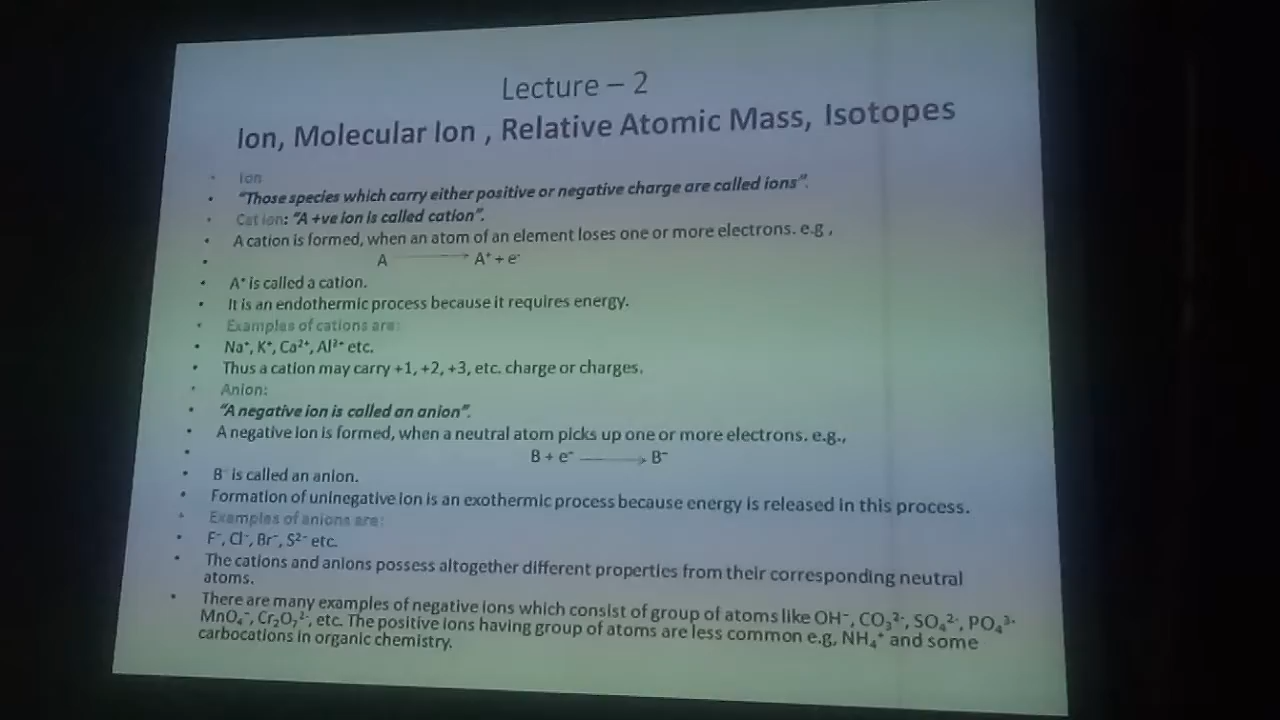 Lecture – 2
Ion, Molecular Ion , Relative Atomic Mass, Isotopes
• Ion
• "Those species which carry either positive or negative charge are called ions".
• Cat ion: "A +ve ion is called cation".
• A cation is formed, when an atom of an element loses one or more electrons. e.g ,
• A ⟶ A⁺ + e⁻
• A⁺ is called a cation.
• It is an endothermic process because it requires energy.
• Examples of cations are:
• Na⁺, K⁺, Ca²⁺, Al³⁺ etc.
• Thus a cation may carry +1, +2, +3, etc. charge or charges.
• Anion:
• "A negative ion is called an anion".
• A negative Ion is formed, when a neutral atom picks up one or more electrons. e.g.,
• B + e⁻ ⟶ B⁻
• B⁻ is called an anion.
• Formation of uninegative Ion is an exothermic process because energy is released in this process.
• Examples of anions are:
• F⁻, Cl⁻, Br⁻, S²⁻ etc.
• The cations and anions possess altogether different properties from their corresponding neutral
atoms.
• There are many examples of negative ions which consist of group of atoms like OH⁻, CO₃²⁻, SO₄²⁻, PO₄³⁻
MnO₄⁻, Cr₂O₇²⁻, etc. The positive Ions having group of atoms are less common e.g, NH₄⁺ and some
carbocations in organic chemistry.